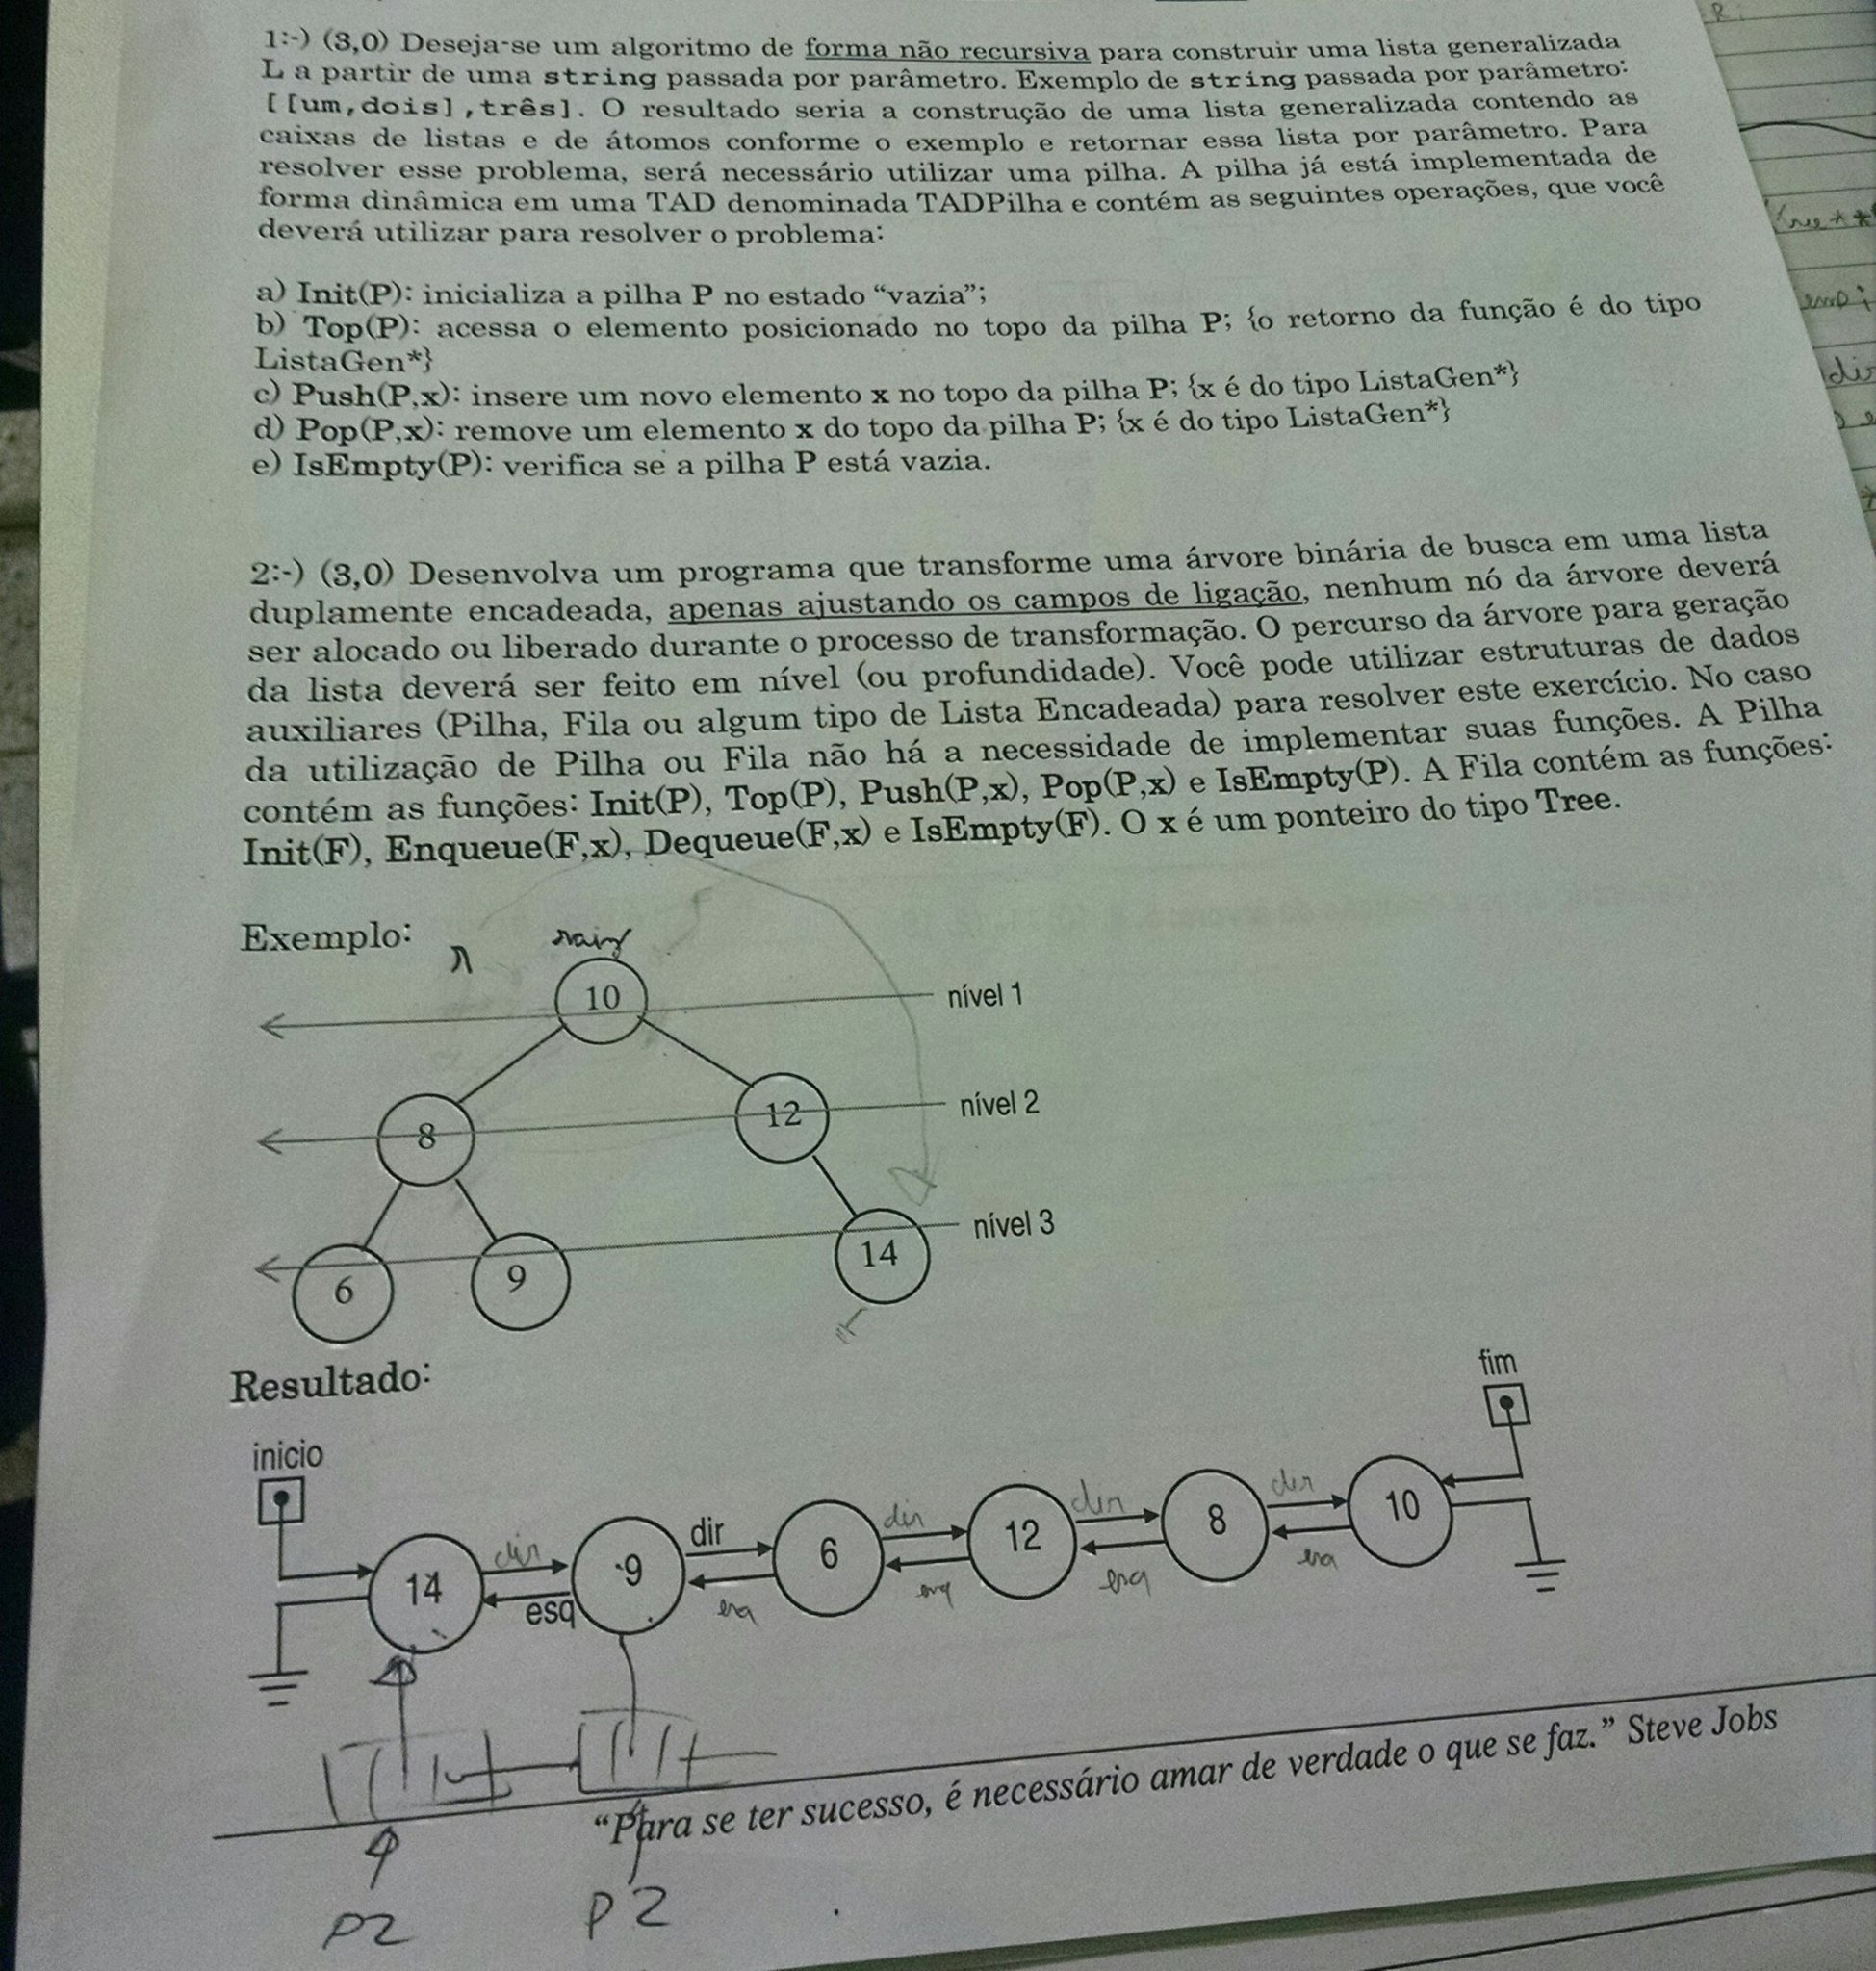 1:-) (3,0) Deseja-se um algoritmo de forma não recursiva para construir uma lista generalizada
L a partir de uma string passada por parâmetro. Exemplo de string passada por parâmetro:
[[um,dois],três]. O resultado seria a construção de uma lista generalizada contendo as
caixas de listas e de átomos conforme o exemplo e retornar essa lista por parâmetro. Para
resolver esse problema, será necessário utilizar uma pilha. A pilha já está implementada de
forma dinâmica em uma TAD denominada TADPilha e contém as seguintes operações, que você
deverá utilizar para resolver o problema:
a) Init(P): inicializa a pilha P no estado “vazia”;
b) Top(P): acessa o elemento posicionado no topo da pilha P; {o retorno da função é do tipo
ListaGen*}
c) Push(P,x): insere um novo elemento x no topo da pilha P; {x é do tipo ListaGen*}
d) Pop(P,x): remove um elemento x do topo da pilha P; {x é do tipo ListaGen*}
e) IsEmpty(P): verifica se a pilha P está vazia.
2:-) (3,0) Desenvolva um programa que transforme uma árvore binária de busca em uma lista
duplamente encadeada, apenas ajustando os campos de ligação, nenhum nó da árvore deverá
ser alocado ou liberado durante o processo de transformação. O percurso da árvore para geração
da lista deverá ser feito em nível (ou profundidade). Você pode utilizar estruturas de dados
auxiliares (Pilha, Fila ou algum tipo de Lista Encadeada) para resolver este exercício. No caso
da utilização de Pilha ou Fila não há a necessidade de implementar suas funções. A Pilha
contém as funções: Init(P), Top(P), Push(P,x), Pop(P,x) e IsEmpty(P). A Fila contém as funções:
Init(F), Enqueue(F,x), Dequeue(F,x) e IsEmpty(F). O x é um ponteiro do tipo Tree.
Exemplo:
raiz
10
nível 1
8
12
nível 2
6
9
14
nível 3
Resultado:
inicio
fim
14
dir
esq
9
dir
esq
6
dir
esq
12
dir
esq
8
dir
esq
10
“Para se ter sucesso, é necessário amar de verdade o que se faz.” Steve Jobs
P2
P2